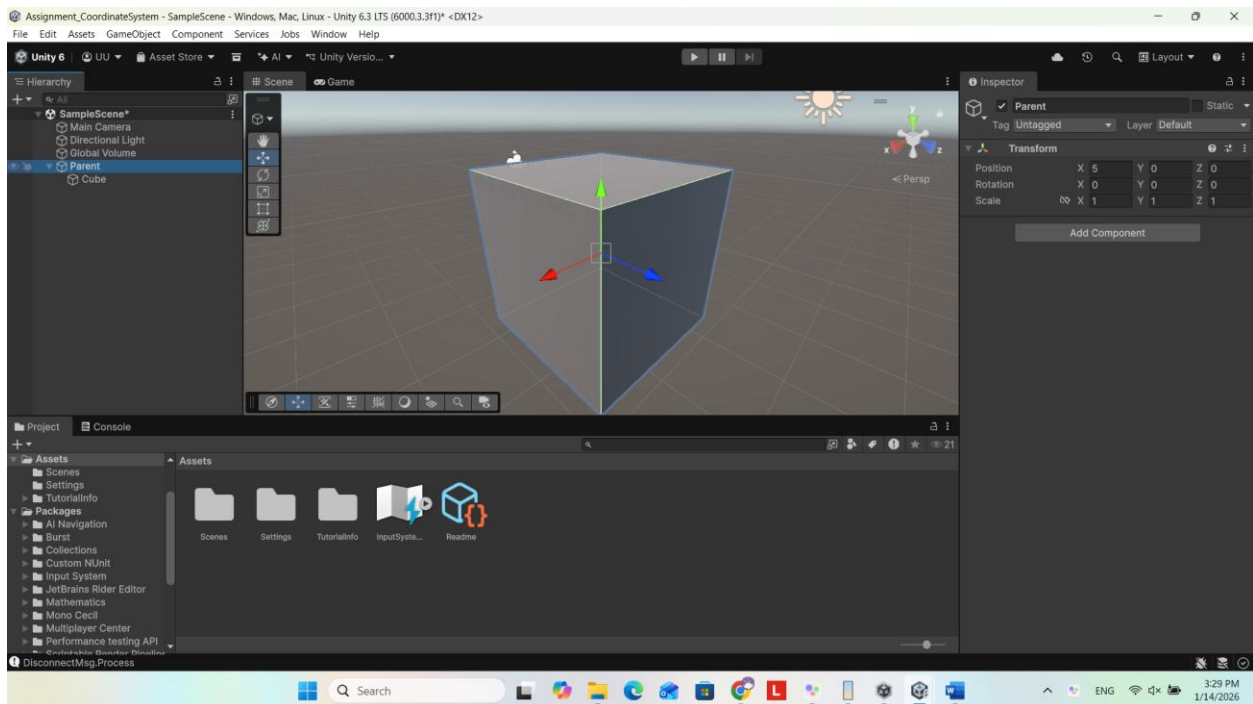 Assignment_CoordinateSystem - SampleScene - Windows, Mac, Linux - Unity 6.3 LTS (6000.3.3f1)* <DX12>
File Edit Assets GameObject Component Services Jobs Window Help
Unity 6 UU Asset Store AI Unity Versio... Layout
Hierarchy
Scene Game
Inspector
All
SampleScene*
Main Camera
Directional Light
Global Volume
Parent
Cube
y
x z
Persp
Parent Static
Tag Untagged Layer Default
Transform
Position X 5 Y 0 Z 0
Rotation X 0 Y 0 Z 0
Scale X 1 Y 1 Z 1
Add Component
Project Console
21
Assets
Scenes
Settings
TutorialInfo
Packages
AI Navigation
Burst
Collections
Custom NUnit
Input System
JetBrains Rider Editor
Mathematics
Mono Cecil
Multiplayer Center
Performance testing API
Scriptable Render Pipeline
Assets
Scenes Settings TutorialInfo InputSyste... Readme
DisconnectMsg.Process
Search
L
W
ENG
3:29 PM
1/14/2026